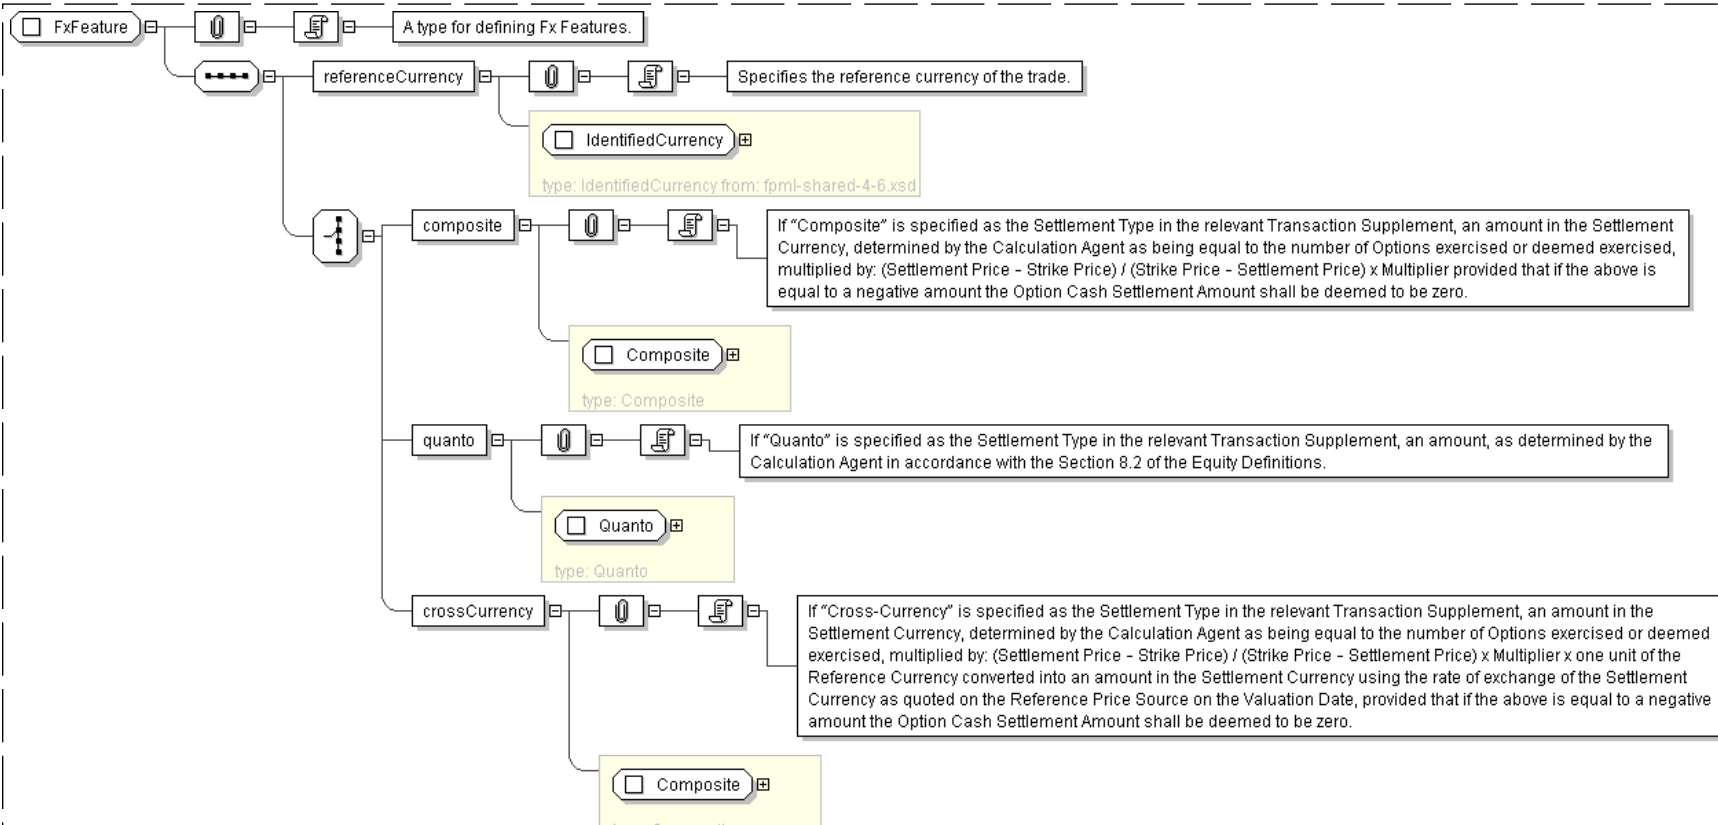 FxFeature
A type for defining Fx Features.
referenceCurrency
Specifies the reference currency of the trade.
IdentifiedCurrency
type: IdentifiedCurrency from: fpml-shared-4-6.xsd
composite
If “Composite” is specified as the Settlement Type in the relevant Transaction Supplement, an amount in the Settlement
Currency, determined by the Calculation Agent as being equal to the number of Options exercised or deemed exercised,
multiplied by: (Settlement Price – Strike Price) / (Strike Price – Settlement Price) x Multiplier provided that if the above is
equal to a negative amount the Option Cash Settlement Amount shall be deemed to be zero.
Composite
type: Composite
quanto
If “Quanto” is specified as the Settlement Type in the relevant Transaction Supplement, an amount, as determined by the
Calculation Agent in accordance with the Section 8.2 of the Equity Definitions.
Quanto
type: Quanto
crossCurrency
If “Cross-Currency” is specified as the Settlement Type in the relevant Transaction Supplement, an amount in the
Settlement Currency, determined by the Calculation Agent as being equal to the number of Options exercised or deemed
exercised, multiplied by: (Settlement Price – Strike Price) / (Strike Price – Settlement Price) x Multiplier x one unit of the
Reference Currency converted into an amount in the Settlement Currency using the rate of exchange of the Settlement
Currency as quoted on the Reference Price Source on the Valuation Date, provided that if the above is equal to a negative
amount the Option Cash Settlement Amount shall be deemed to be zero.
Composite